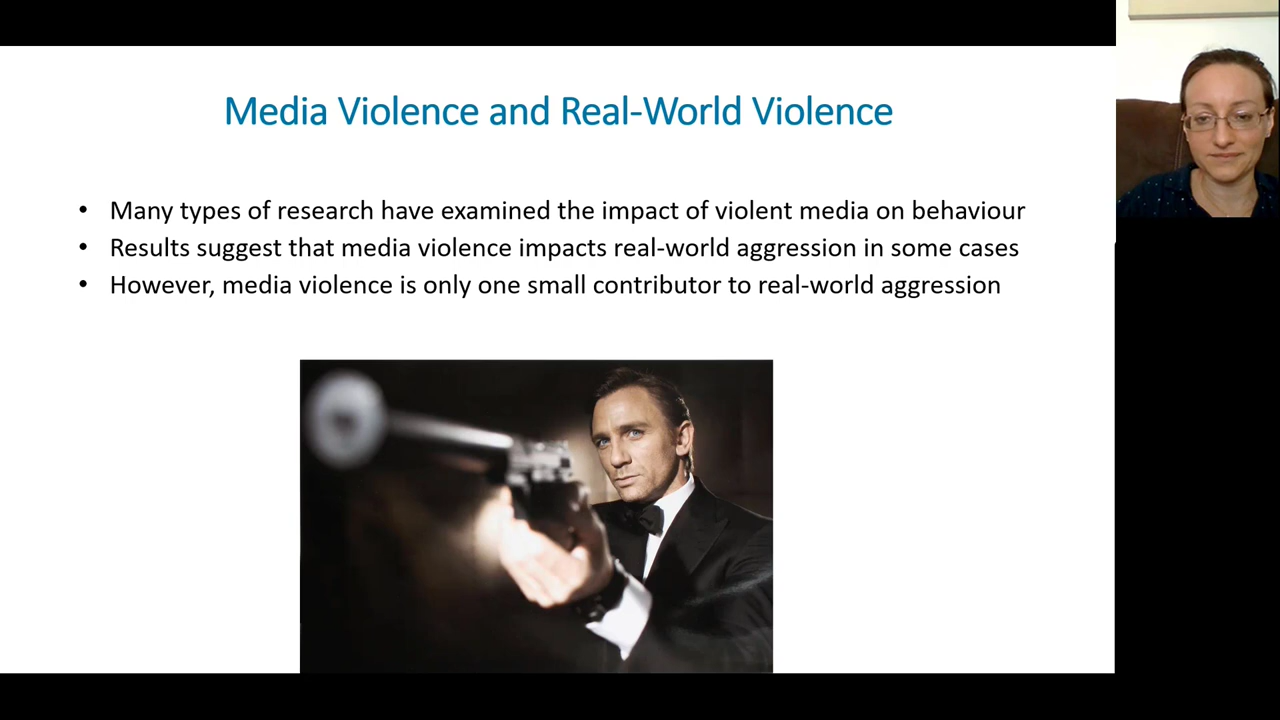 Media Violence and Real-World Violence
• Many types of research have examined the impact of violent media on behaviour
• Results suggest that media violence impacts real-world aggression in some cases
• However, media violence is only one small contributor to real-world aggression